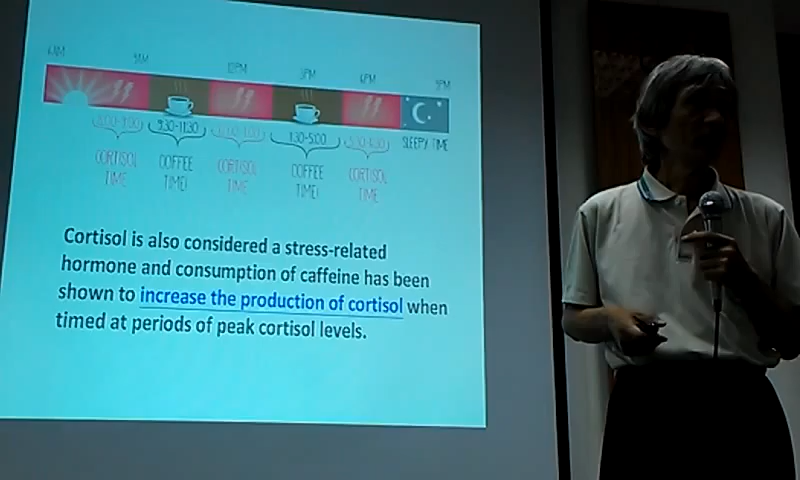 6AM 9AM 12PM 3PM 6PM 9PM
9:30-11:30 1:30-5:00 SLEEPY TIME
CORTISOL TIME COFFEE TIME! CORTISOL TIME COFFEE TIME! CORTISOL TIME
Cortisol is also considered a stress-related
hormone and consumption of caffeine has been
shown to increase the production of cortisol when
timed at periods of peak cortisol levels.